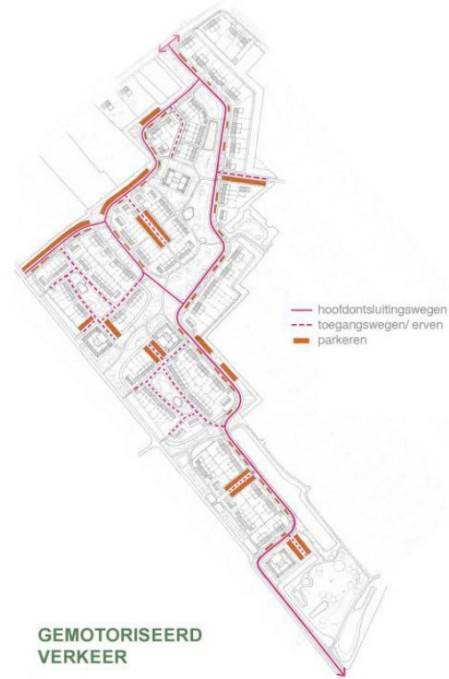 hoofdontsluitingswegen
toegangswegen/ erven
parkeren
GEMOTORISEERD
VERKEER